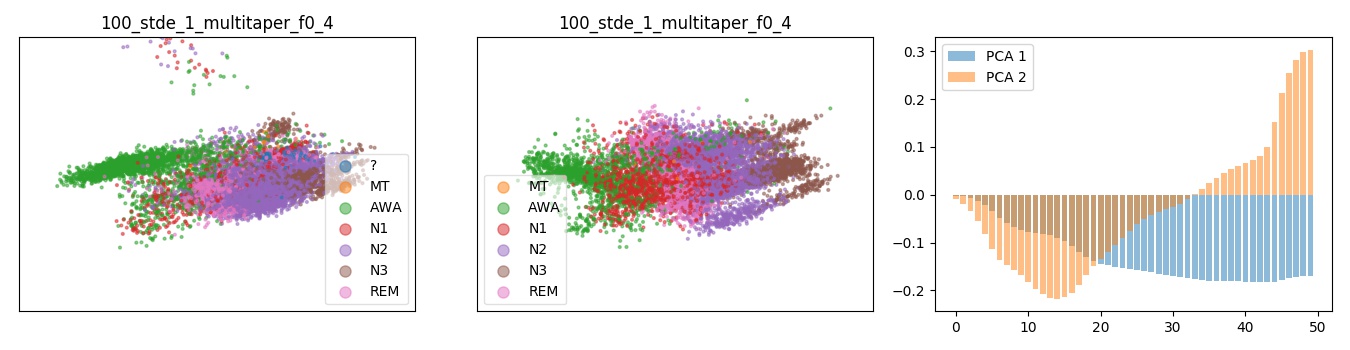 100_stde_1_multitaper_f0_4
?
MT
AWA
N1
N2
N3
REM
100_stde_1_multitaper_f0_4
MT
AWA
N1
N2
N3
REM
PCA 1
PCA 2
0.3
0.2
0.1
0.0
−0.1
−0.2
0 10 20 30 40 50